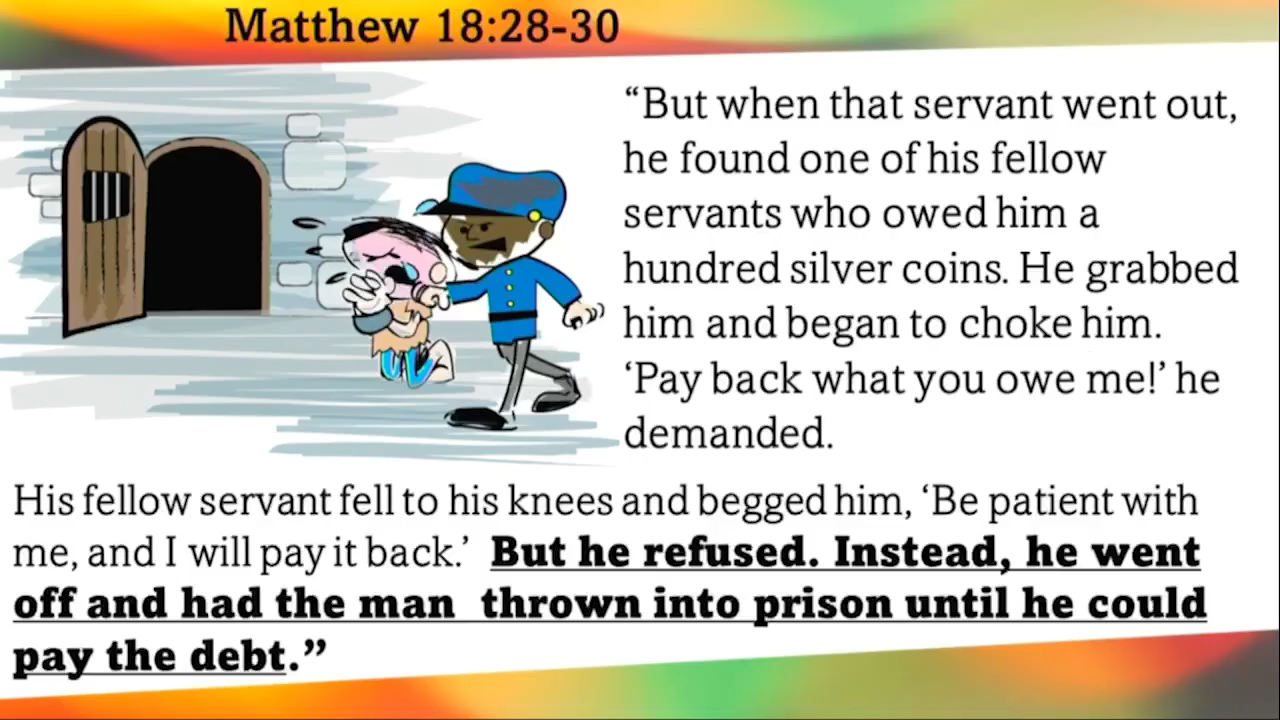 Matthew 18:28-30
“But when that servant went out,
he found one of his fellow
servants who owed him a
hundred silver coins. He grabbed
him and began to choke him.
‘Pay back what you owe me!’ he
demanded.
His fellow servant fell to his knees and begged him, ‘Be patient with
me, and I will pay it back.’ But he refused. Instead, he went
off and had the man thrown into prison until he could
pay the debt.”